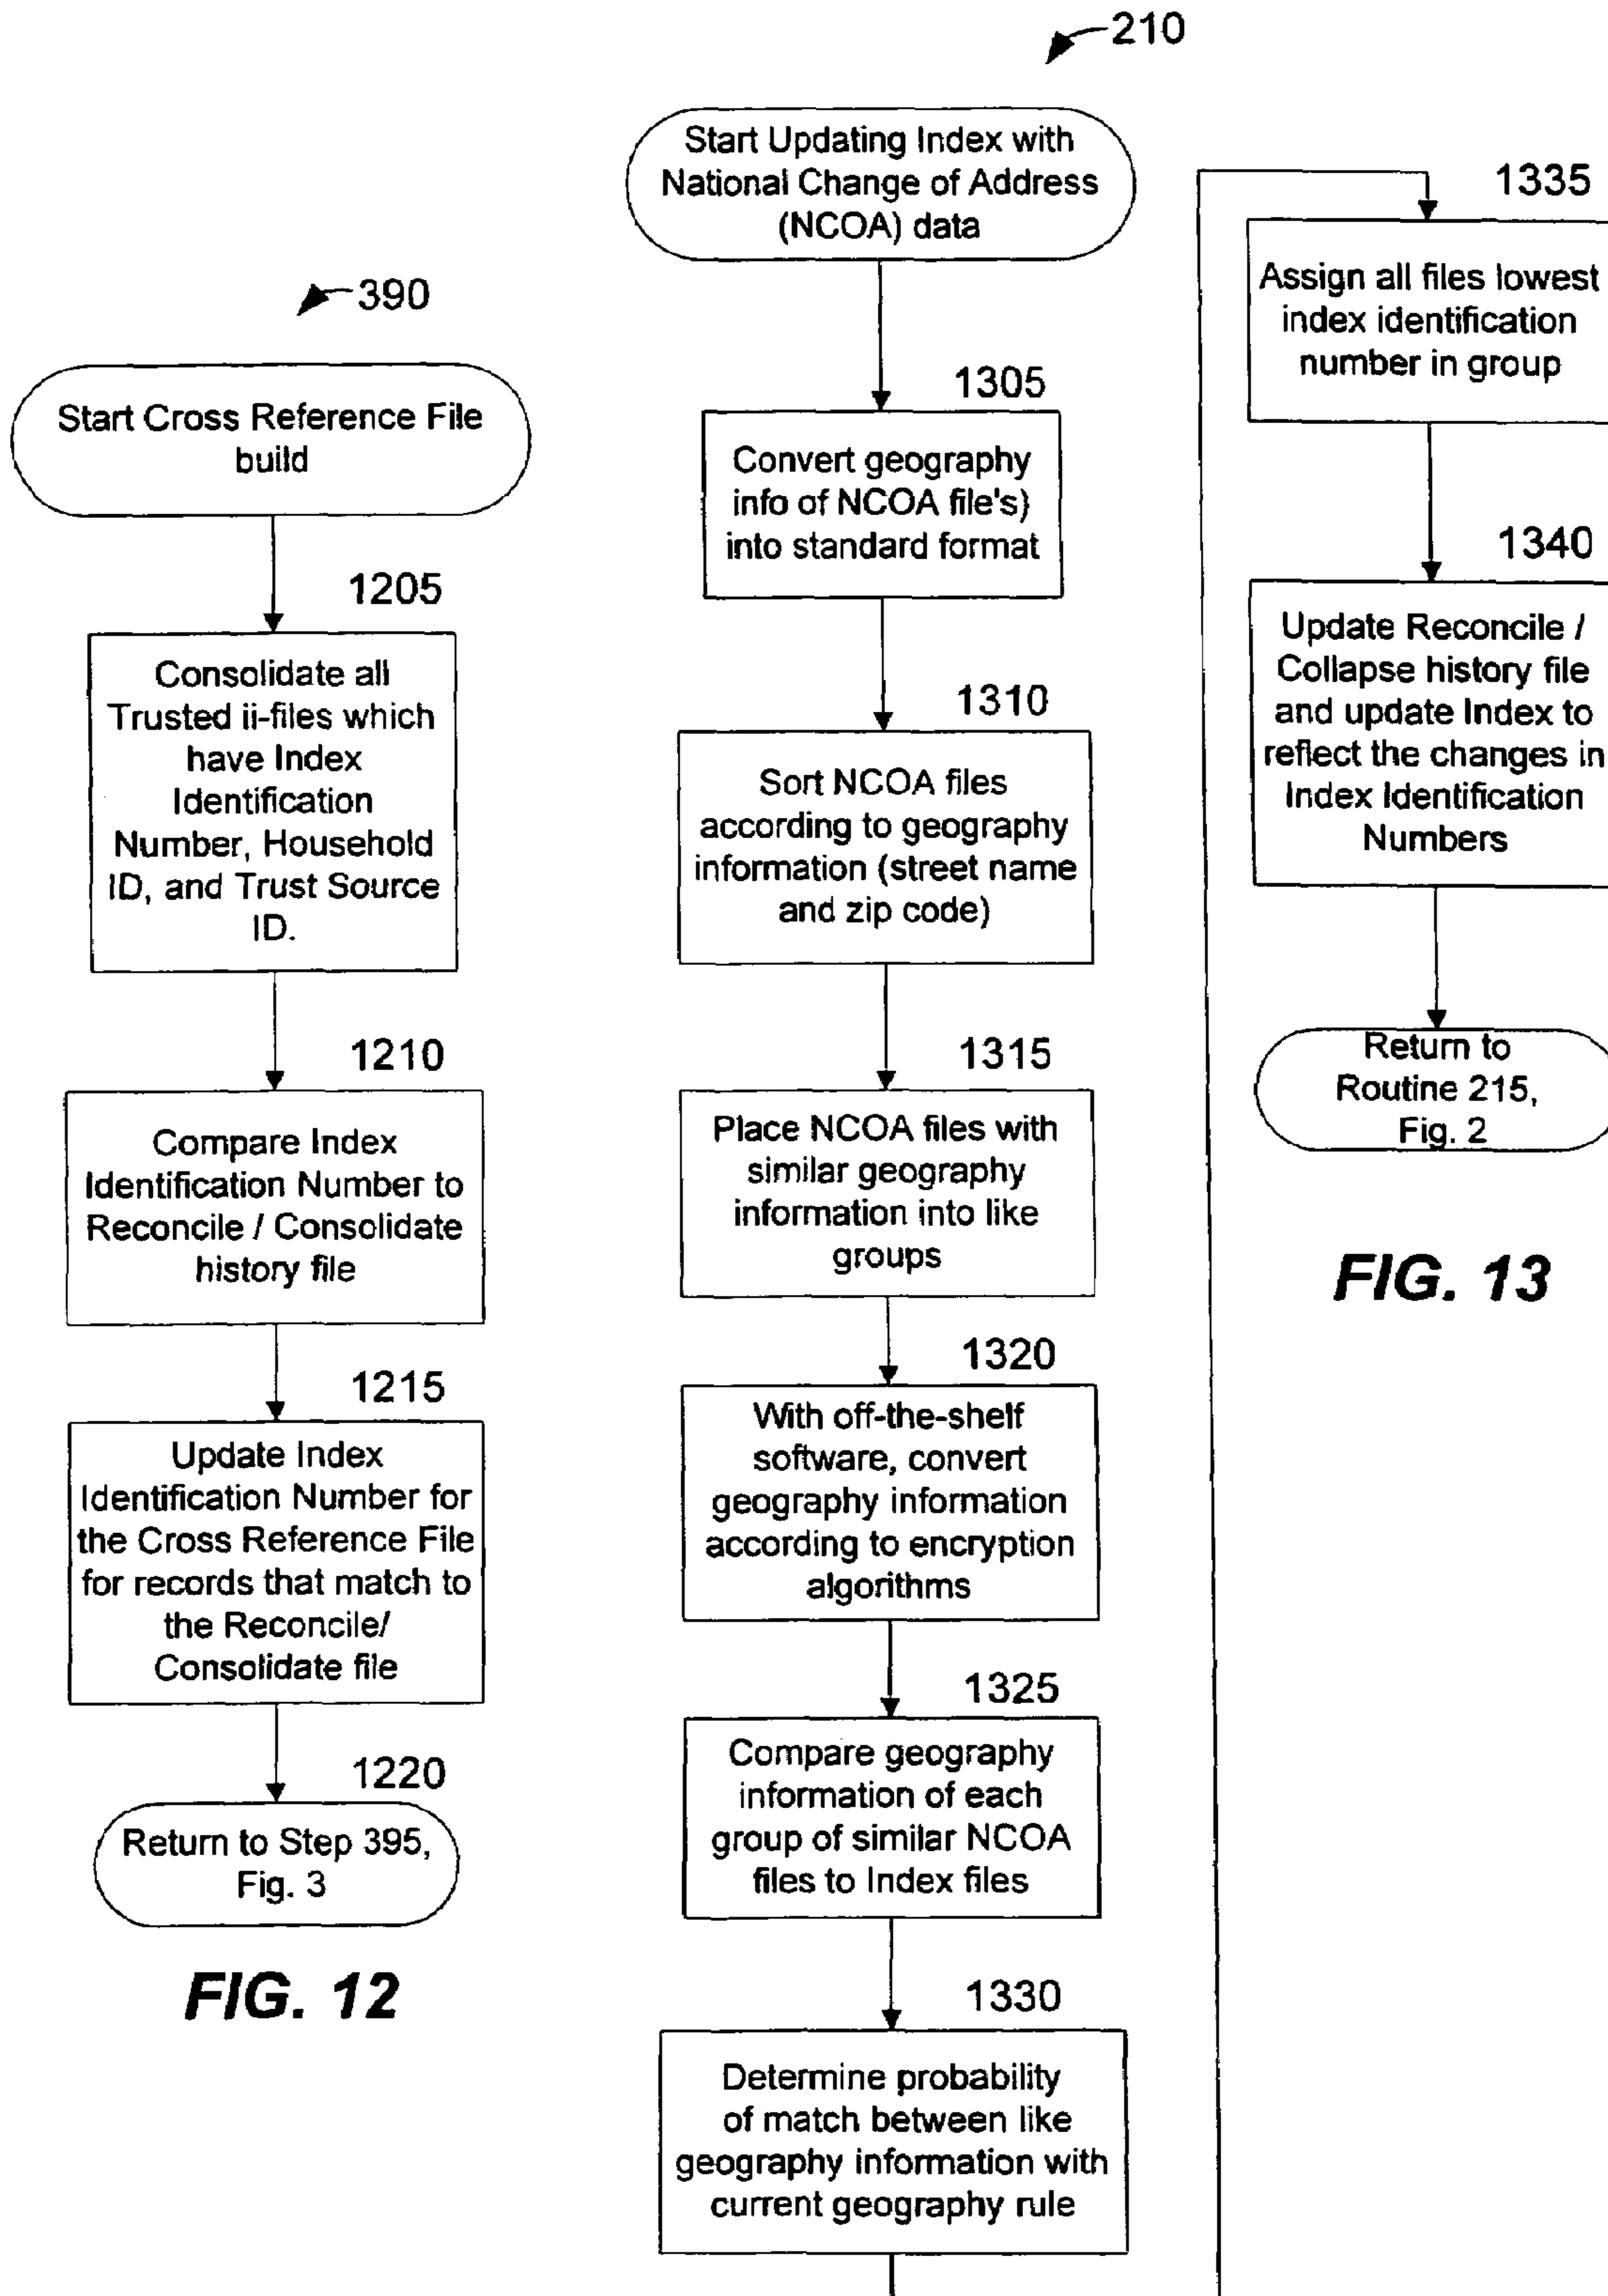 390
Start Cross Reference File
build
1205
Consolidate all
Trusted ii-files which
have Index
Identification
Number, Household
ID, and Trust Source
ID.
1210
Compare Index
Identification Number to
Reconcile / Consolidate
history file
1215
Update Index
Identification Number for
the Cross Reference File
for records that match to
the Reconcile/
Consolidate file
1220
Return to Step 395,
Fig. 3
FIG. 12
210
Start Updating Index with
National Change of Address
(NCOA) data
1305
Convert geography
info of NCOA file's)
into standard format
1310
Sort NCOA files
according to geography
information (street name
and zip code)
1315
Place NCOA files with
similar geography
information into like
groups
1320
With off-the-shelf
software, convert
geography information
according to encryption
algorithms
1325
Compare geography
information of each
group of similar NCOA
files to Index files
1330
Determine probability
of match between like
geography information with
current geography rule
1335
Assign all files lowest
index identification
number in group
1340
Update Reconcile /
Collapse history file
and update Index to
reflect the changes in
Index Identification
Numbers
Return to
Routine 215,
Fig. 2
FIG. 13